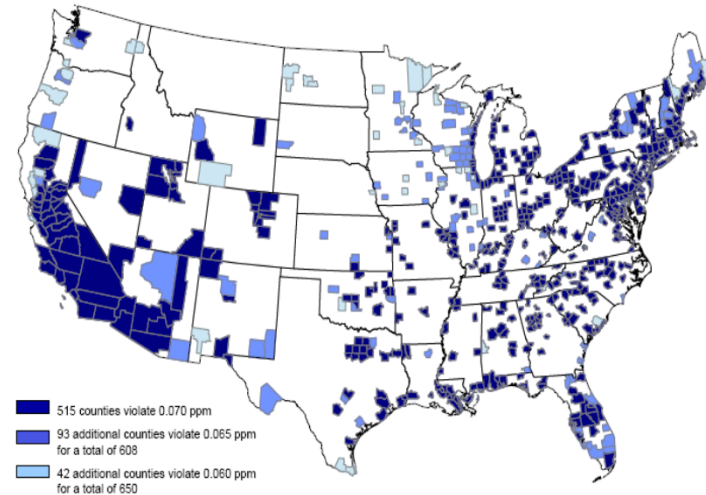 515 counties violate 0.070 ppm
93 additional counties violate 0.065 ppm
for a total of 608
42 additional counties violate 0.060 ppm
for a total of 650